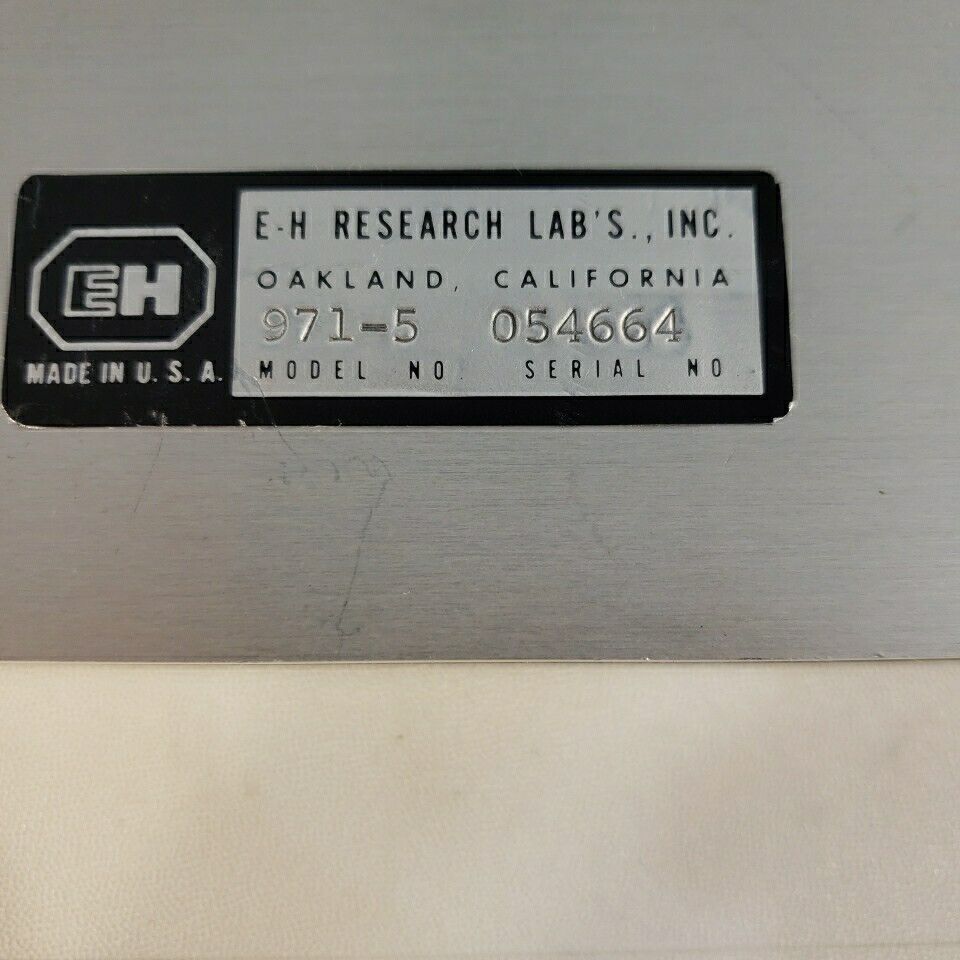 E-H RESEARCH LAB'S., INC.
OAKLAND, CALIFORNIA
971-5 054664
MODEL NO. SERIAL NO.
EH
MADE IN U.S.A.